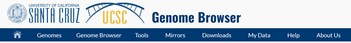 UNIVERSITY OF CALIFORNIA
SANTA CRUZ
UCSC
Genome Browser
Genomes
Genome Browser
Tools
Mirrors
Downloads
My Data
Help
About Us